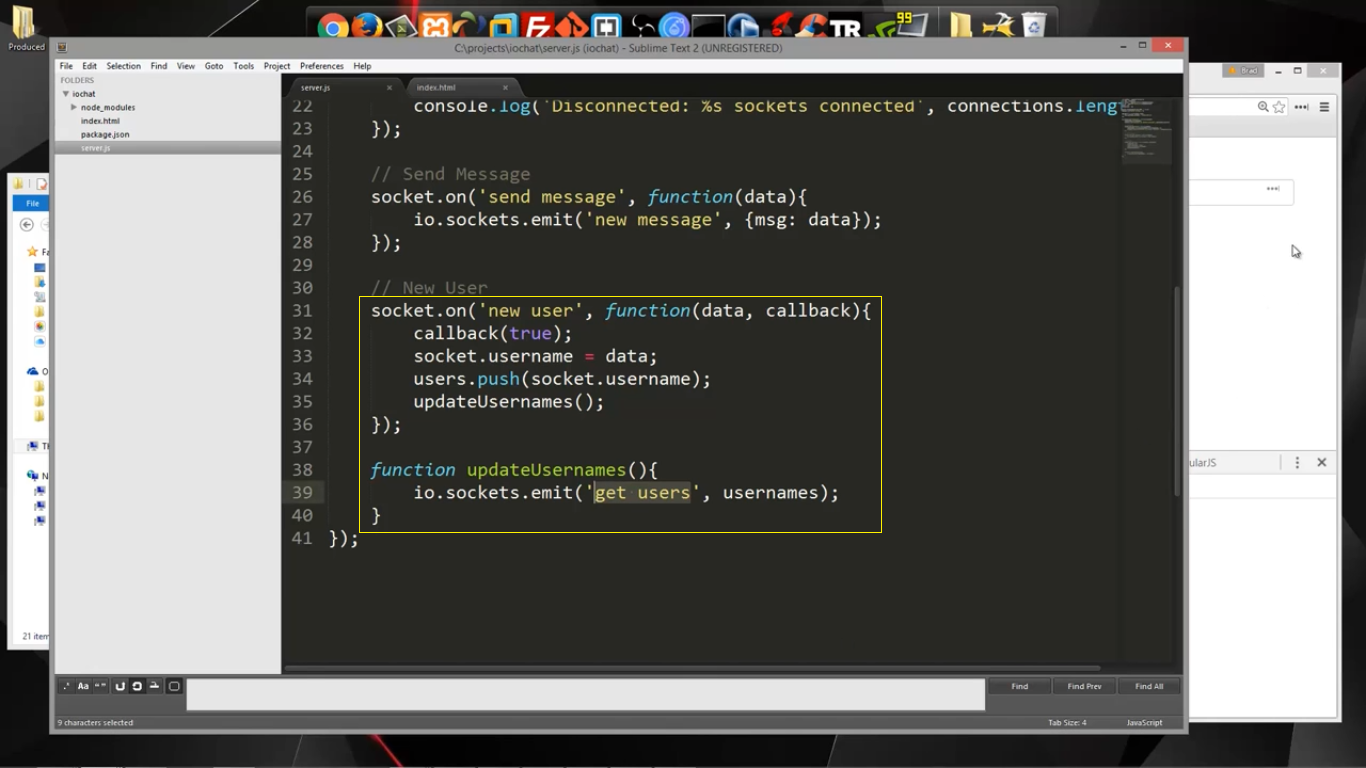 Produced
99
TR
Fz
C:\projects\iochat\server.js (iochat) - Sublime Text 2 (UNREGISTERED)
File Edit Selection Find View Goto Tools Project Preferences Help
Brad
FOLDERS
iochat
node_modules
index.html
package.json
server.js
server.js
index.html
22 console.log('Disconnected: %s sockets connected', connections.leng
23 });
24
25 // Send Message
26 socket.on('send message', function(data){
27 io.sockets.emit('new message', {msg: data});
28 });
29
30 // New User
31 socket.on('new user', function(data, callback){
32 callback(true);
33 socket.username = data;
34 users.push(socket.username);
35 updateUsernames();
36 });
37
38 function updateUsernames(){
39 io.sockets.emit('get users', usernames);
40 }
41 });
File
Fa
O
Th
N
21 item
ularJS
Aa
Find
Find Prev
Find All
9 characters selected
Tab Size: 4
JavaScript